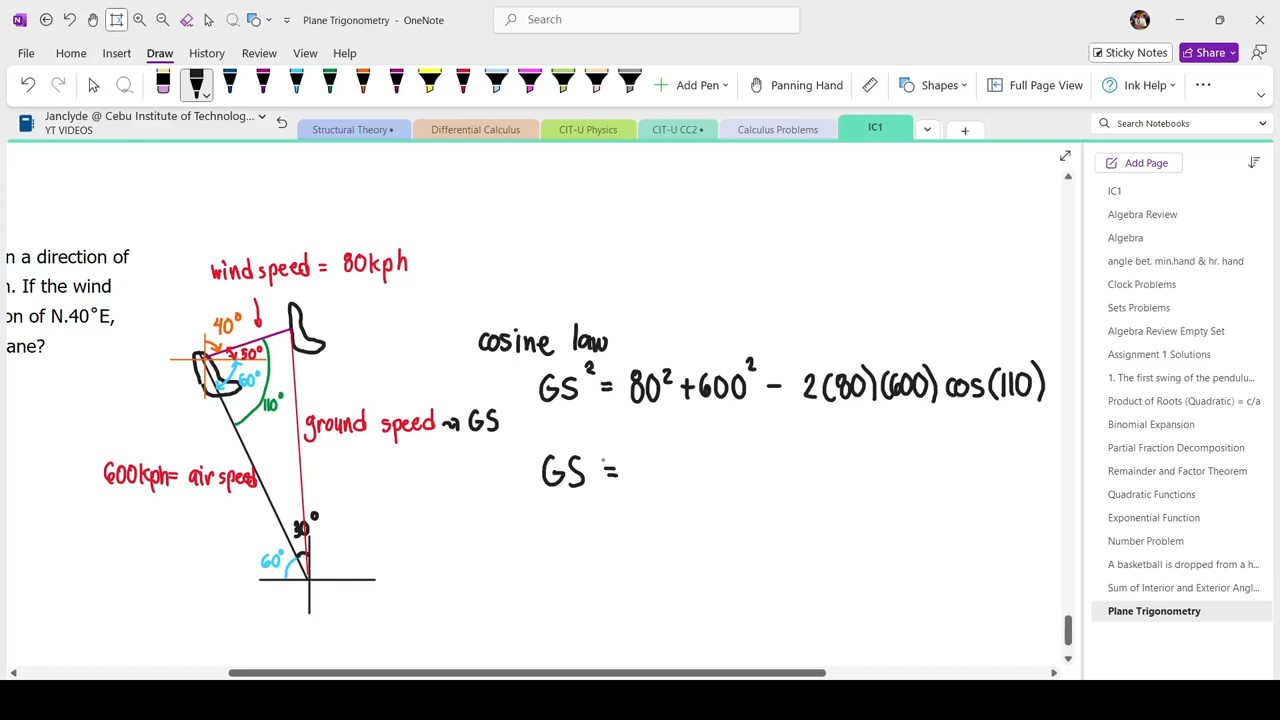 Plane Trigonometry - OneNote
Search
File Home Insert Draw History Review View Help
Sticky Notes Share
Add Pen Panning Hand Shapes Full Page View Ink Help
Janclyde @ Cebu Institute of Technolog...
YT VIDEOS
Structural Theory Differential Calculus CIT-U Physics CIT-U CC2 Calculus Problems IC1
Search Notebooks
Add Page
IC1
Algebra Review
Algebra
angle bet. min.hand & hr. hand
Clock Problems
Sets Problems
Algebra Review Empty Set
Assignment 1 Solutions
1. The first swing of the pendulu...
Product of Roots (Quadratic) = c/a
Binomial Expansion
Partial Fraction Decomposition
Remainder and Factor Theorem
Quadratic Functions
Exponential Function
Number Problem
A basketball is dropped from a h...
Sum of Interior and Exterior Angl...
Plane Trigonometry
n a direction of
. If the wind
on of N.40°E,
ane?
wind speed = 80kph
40°
50°
60°
110°
ground speed → GS
600kph = air speed
30°
60°
cosine law
GS² = 80² + 600² - 2(80)(600) cos(110)
GS =